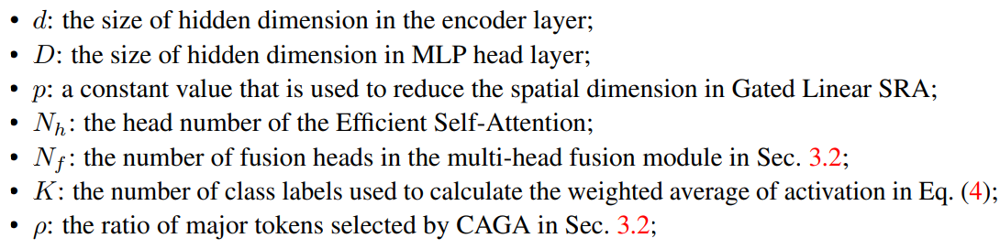 • d: the size of hidden dimension in the encoder layer;
• D: the size of hidden dimension in MLP head layer;
• p: a constant value that is used to reduce the spatial dimension in Gated Linear SRA;
• N_h: the head number of the Efficient Self-Attention;
• N_f: the number of fusion heads in the multi-head fusion module in Sec. 3.2;
• K: the number of class labels used to calculate the weighted average of activation in Eq. (4);
• ρ: the ratio of major tokens selected by CAGA in Sec. 3.2;